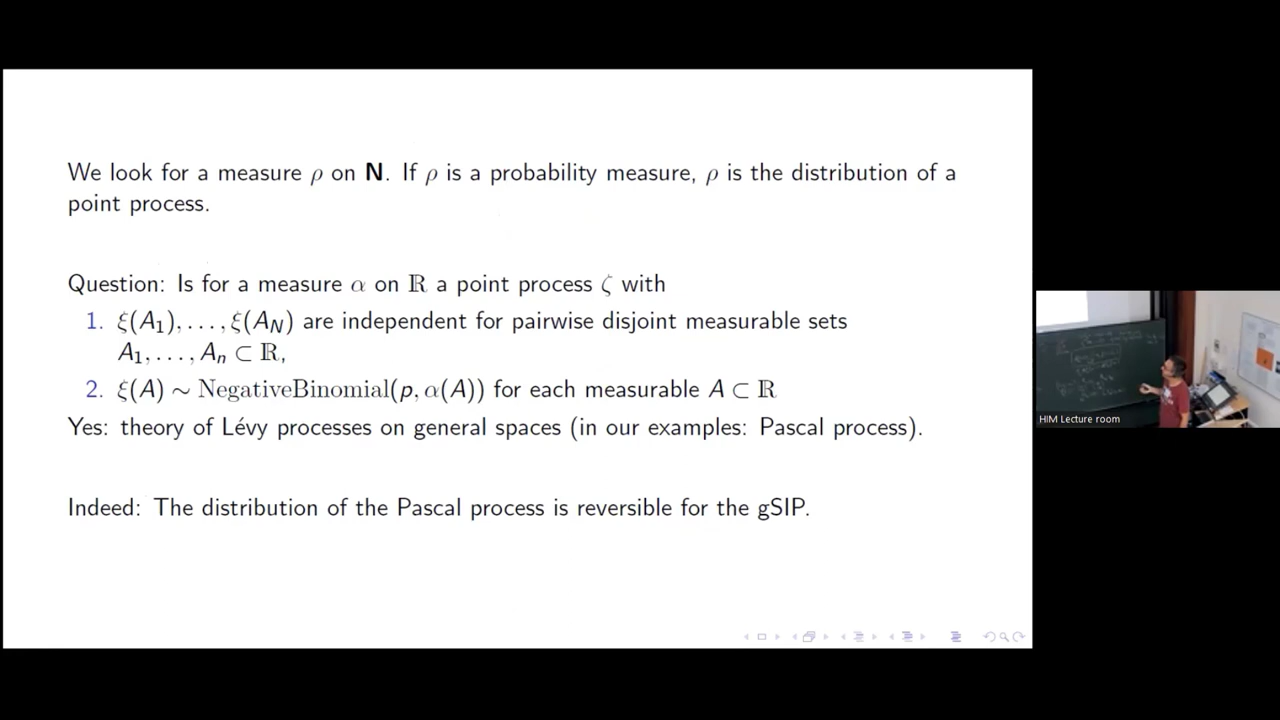 We look for a measure ρ on N. If ρ is a probability measure, ρ is the distribution of a
point process.
Question: Is for a measure α on ℝ a point process ζ with
1. ξ(A₁), . . . , ξ(A_N) are independent for pairwise disjoint measurable sets
A₁, . . . , Aₙ ⊂ ℝ,
2. ξ(A) ∼ NegativeBinomial(p, α(A)) for each measurable A ⊂ ℝ
Yes: theory of Lévy processes on general spaces (in our examples: Pascal process).
Indeed: The distribution of the Pascal process is reversible for the gSIP.
HIM Lecture room